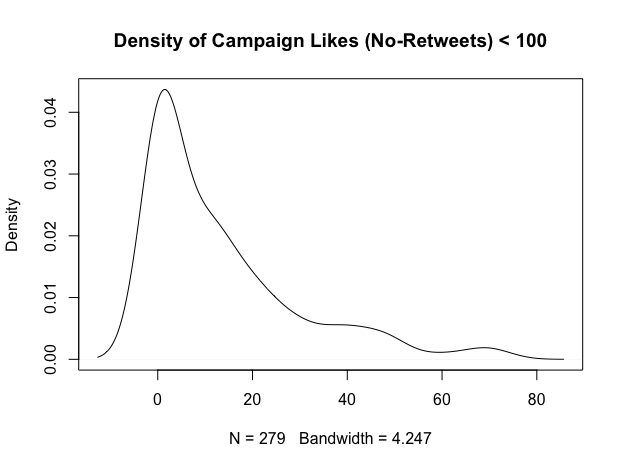 Density of Campaign Likes (No-Retweets) < 100
Density
0.04
0.03
0.02
0.01
0.00
0 20 40 60 80
N = 279 Bandwidth = 4.247